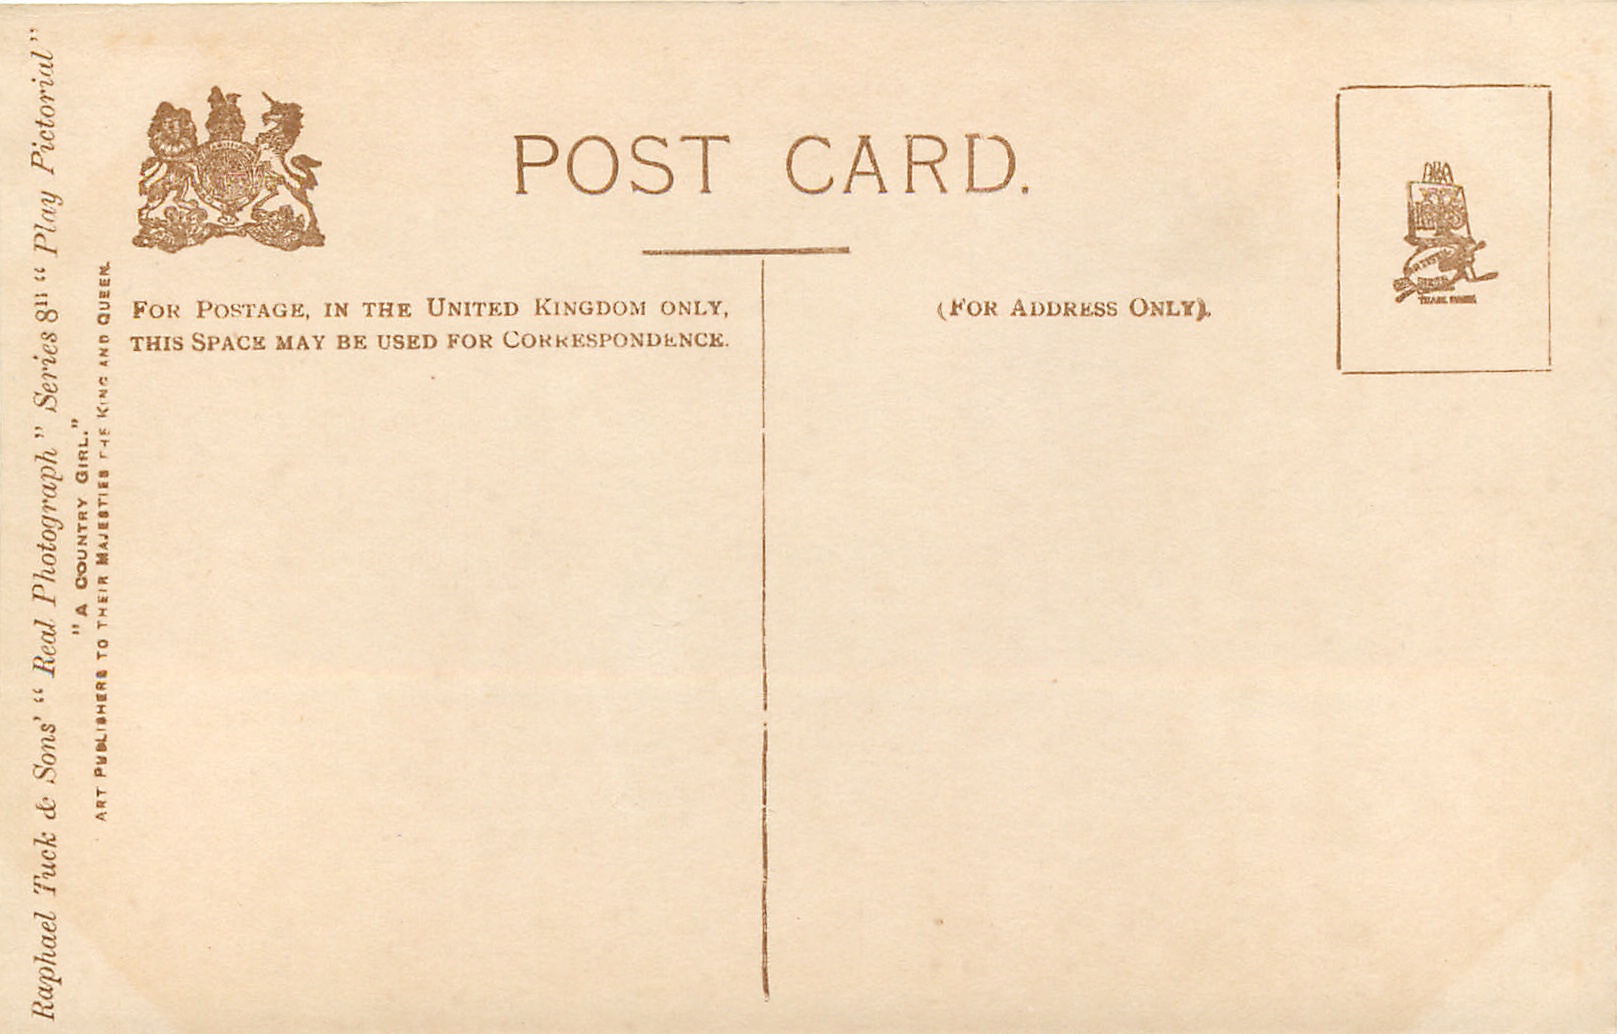 POST CARD.
FOR POSTAGE, IN THE UNITED KINGDOM ONLY,
THIS SPACE MAY BE USED FOR CORRESPONDENCE.
(FOR ADDRESS ONLY).
TRADE MARK
Raphael Tuck & Sons' “Real Photograph” Series 811 “Play Pictorial”
"A COUNTRY GIRL."
ART PUBLISHERS TO THEIR MAJESTIES THE KING AND QUEEN.